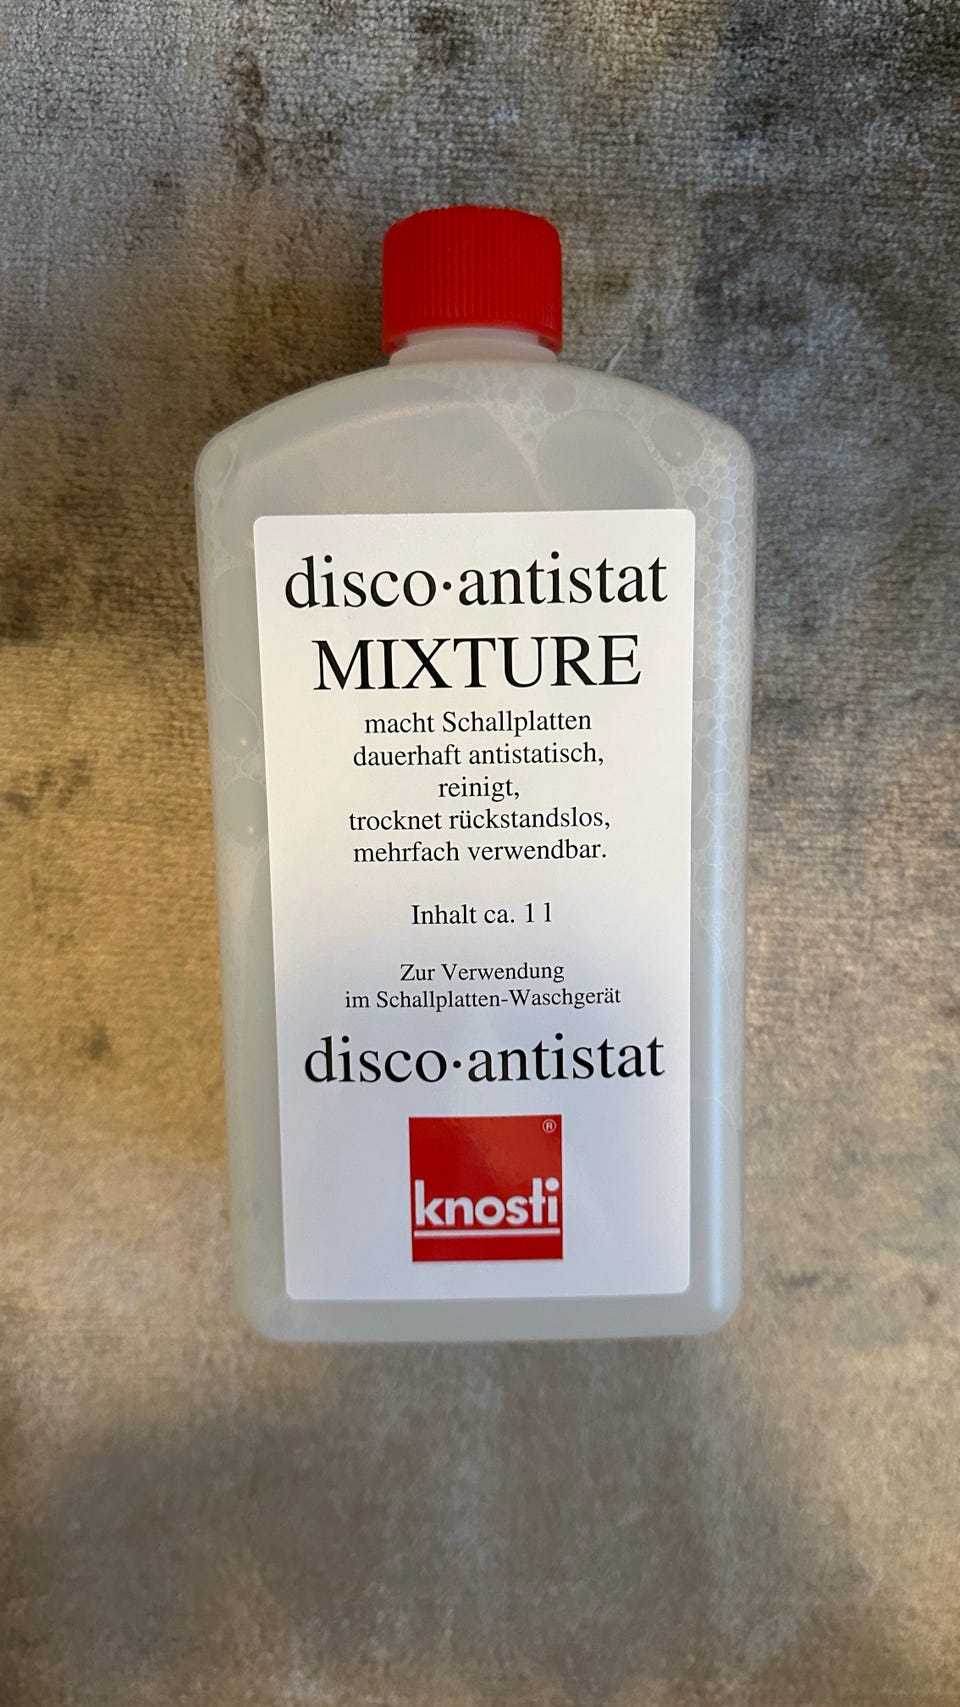 disco·antistat
MIXTURE
macht Schallplatten
dauerhaft antistatisch,
reinigt,
trocknet rückstandslos,
mehrfach verwendbar.
Inhalt ca. 1 l
Zur Verwendung
im Schallplatten-Waschgerät
disco·antistat
®
knosti